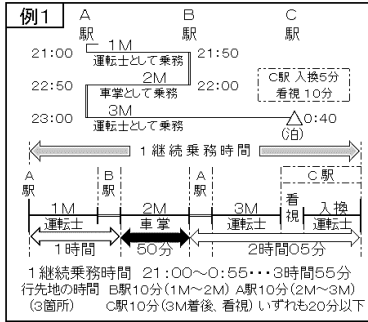 例1
A駅 B駅 C駅
1M
21:00 運転士として乗務 21:50
2M
22:50 車掌として乗務 22:00
C駅 入換5分
看視 10分
3M
23:00 運転士として乗務 0:40
(泊)
1継続乗務時間
A駅 B駅 A駅 C駅
1M 2M 3M 看視 入換
運転士 車掌 運転士 運転士
1時間 50分 2時間05分
1継続乗務時間 21:00～0:55・・・3時間55分
行先地の時間 B駅10分(1M～2M) A駅10分(2M～3M)
(3箇所) C駅10分(3M着後、看視) いずれも20分以下